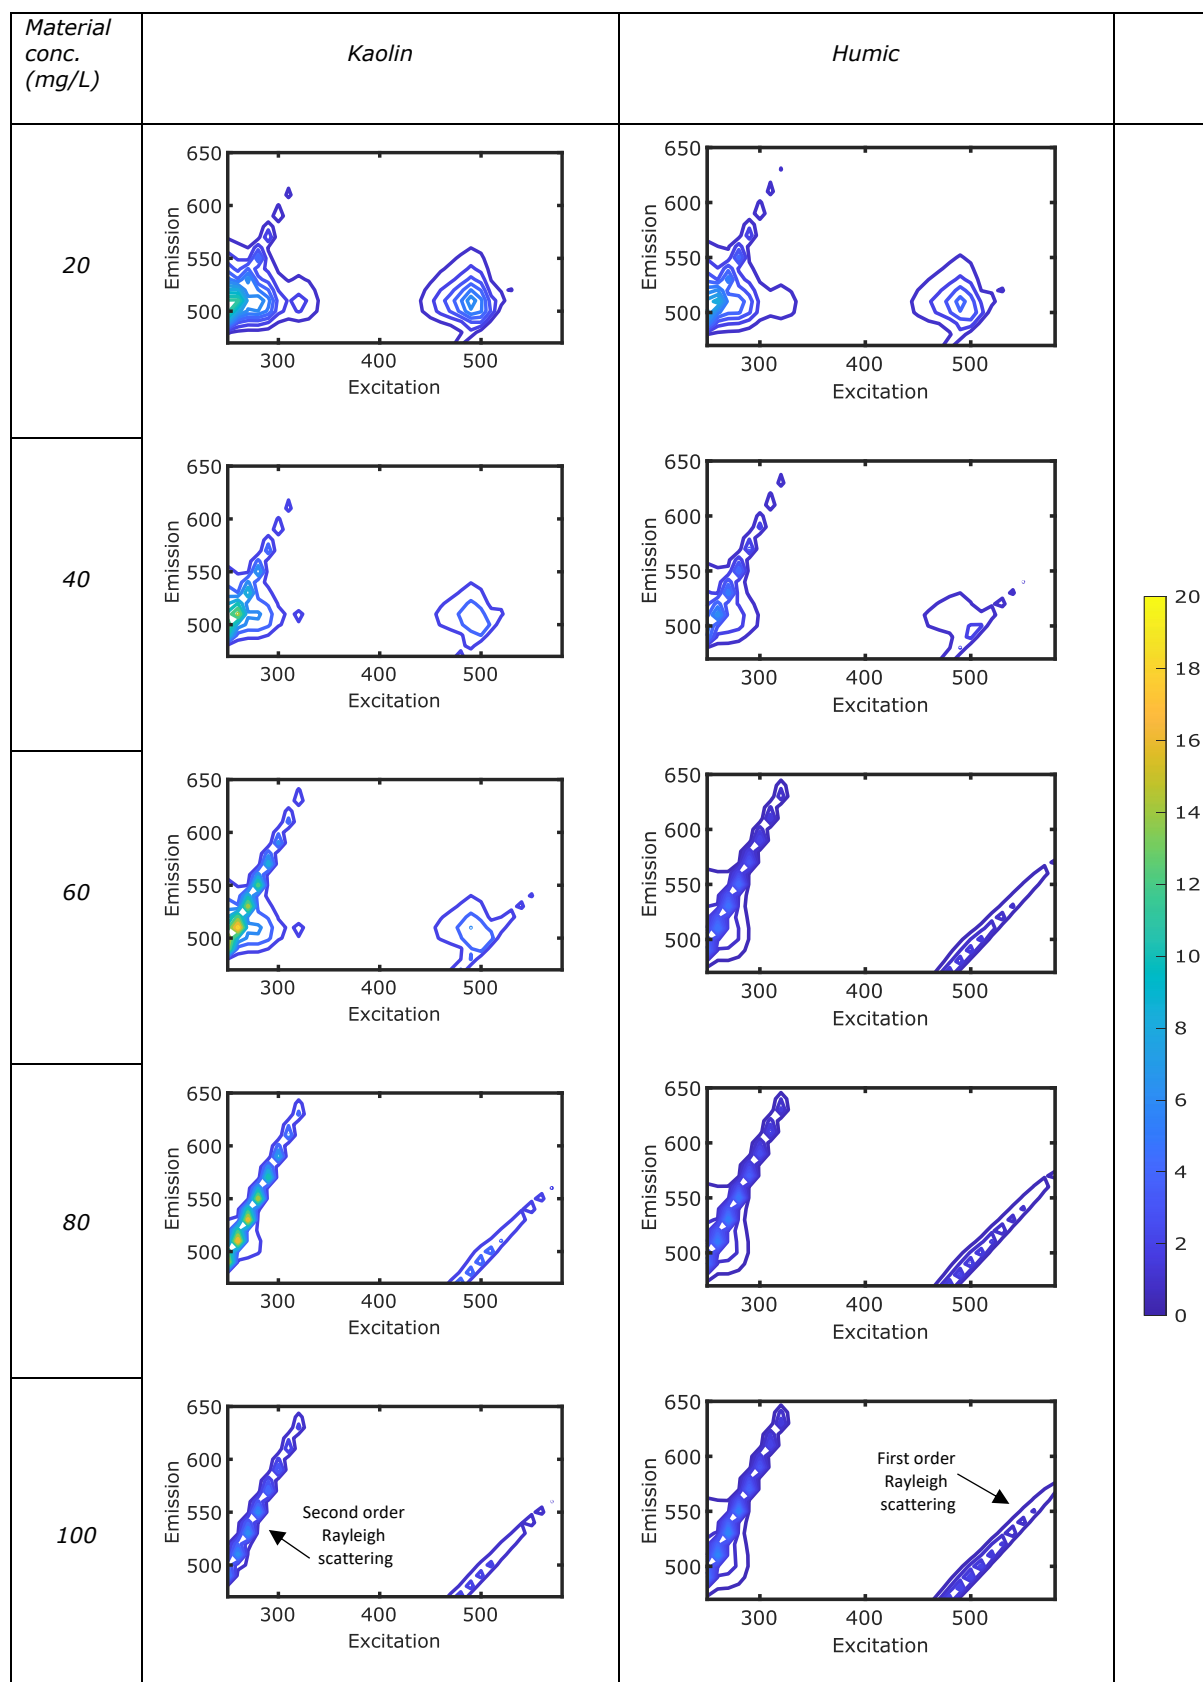 Material
conc.
(mg/L)
Kaolin
Humic
20
650
600
550
500
Emission
300
400
500
Excitation
650
600
550
500
Emission
300
400
500
Excitation
40
650
600
550
500
Emission
300
400
500
Excitation
650
600
550
500
Emission
300
400
500
Excitation
60
650
600
550
500
Emission
300
400
500
Excitation
650
600
550
500
Emission
300
400
500
Excitation
80
650
600
550
500
Emission
300
400
500
Excitation
650
600
550
500
Emission
300
400
500
Excitation
100
650
600
550
500
Emission
Second order
Rayleigh
scattering
300
400
500
Excitation
650
600
550
500
Emission
First order
Rayleigh
scattering
300
400
500
Excitation
20
18
16
14
12
10
8
6
4
2
0